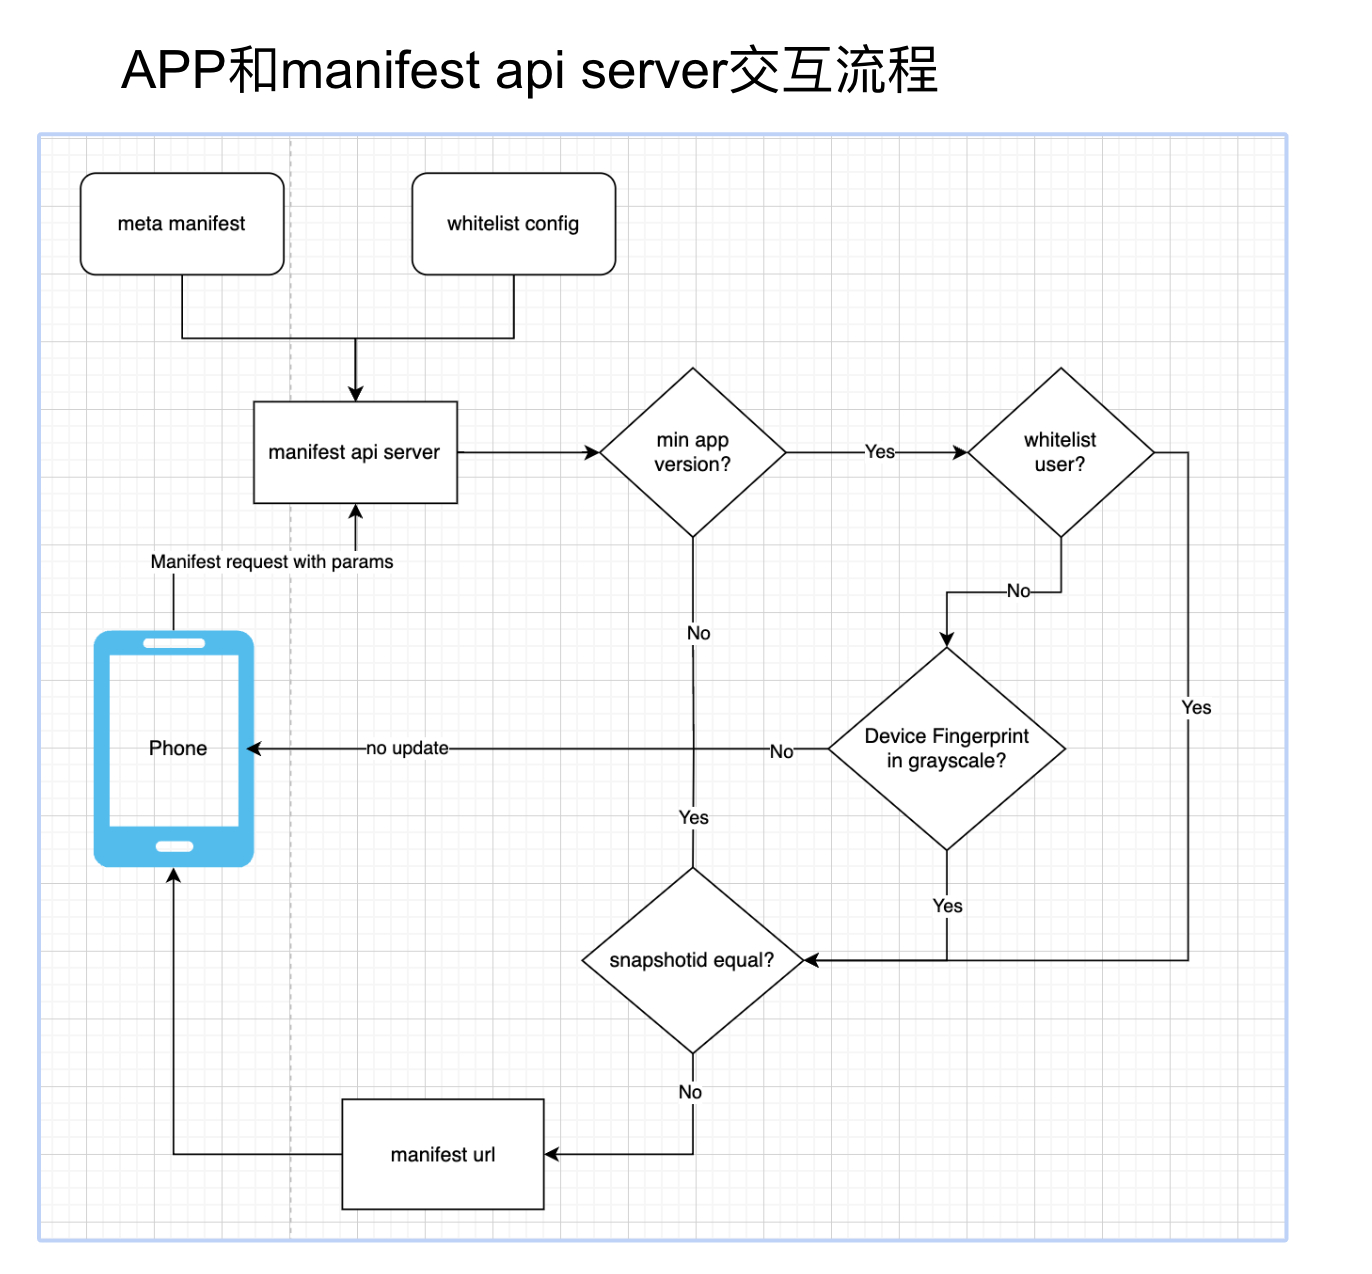 APP和manifest api server交互流程
meta manifest
whitelist config
manifest api server
min app
version?
Yes
whitelist
user?
Manifest request with params
No
No
Yes
Phone
no update
No
Device Fingerprint
in grayscale?
Yes
Yes
snapshotid equal?
No
manifest url